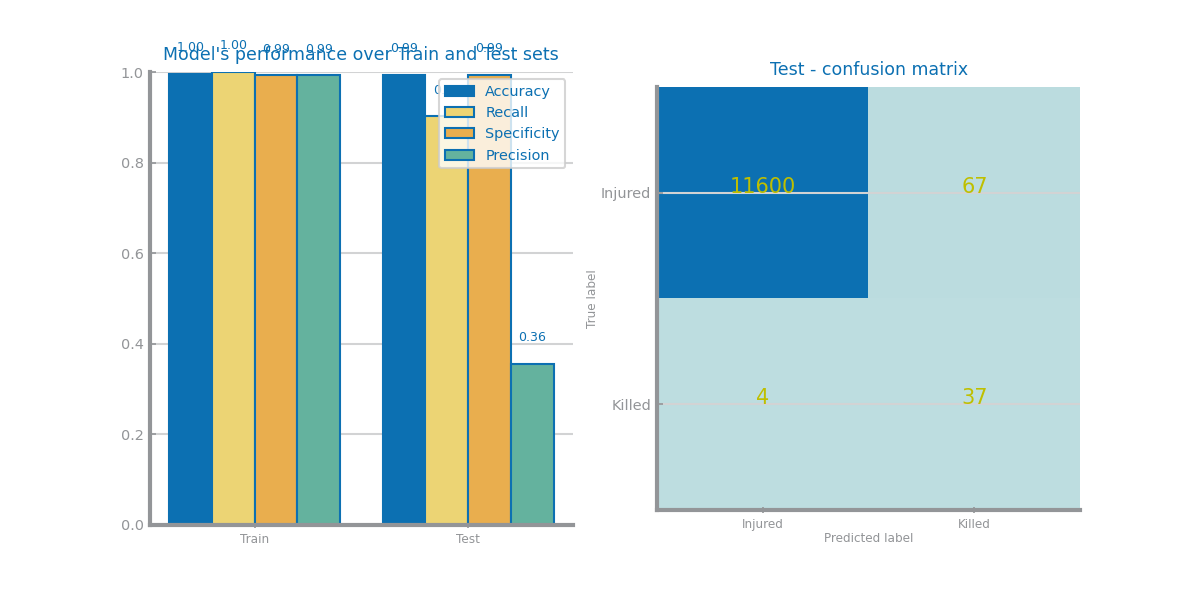 Model's performance over Train and Test sets
1.00
1.00
0.99
0.99
0.99
0.99
0.36
1.0
0.8
0.6
0.4
0.2
0.0
Train
Test
Accuracy
Recall
Specificity
Precision
Test - confusion matrix
True label
Injured
11600
67
Killed
4
37
Injured
Killed
Predicted label